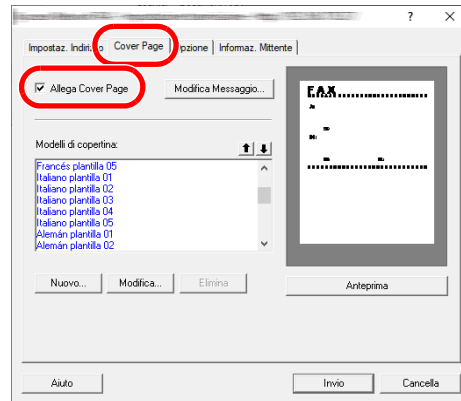 ? ×
Impostaz. Indirizzo Cover Page Opzione Informaz. Mittente
Allega Cover Page Modifica Messaggio...
FAX
Modelli di copertina:
Francés plantilla 05
Italiano plantilla 01
Italiano plantilla 02
Italiano plantilla 03
Italiano plantilla 04
Italiano plantilla 05
Alemán plantilla 01
Alemán plantilla 02
Nuovo... Modifica... Elimina Anteprima
Aiuto Invio Cancella